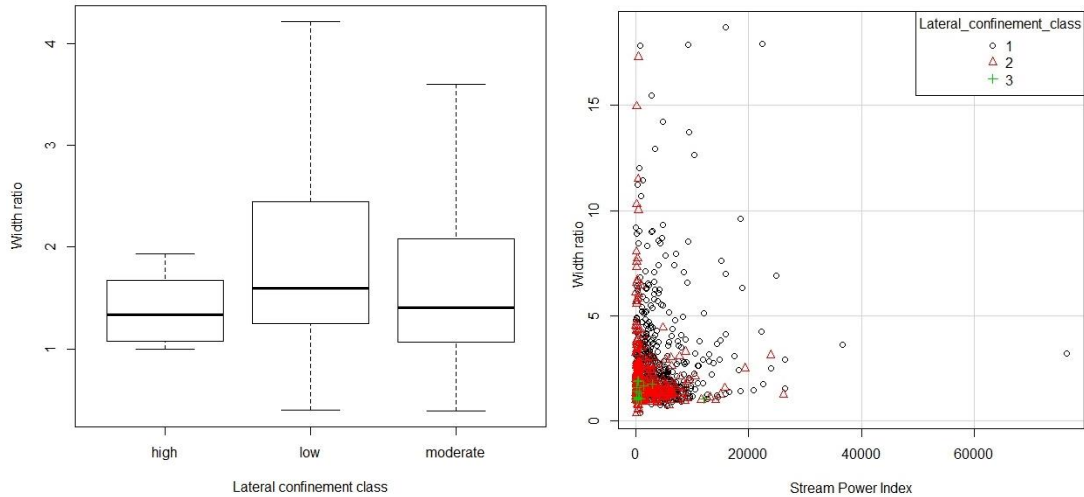 Width ratio
4
3
2
1
high
low
moderate
Lateral confinement class
Width ratio
15
10
5
0
Lateral_confinement_class
1
2
3
0
20000
40000
60000
Stream Power Index